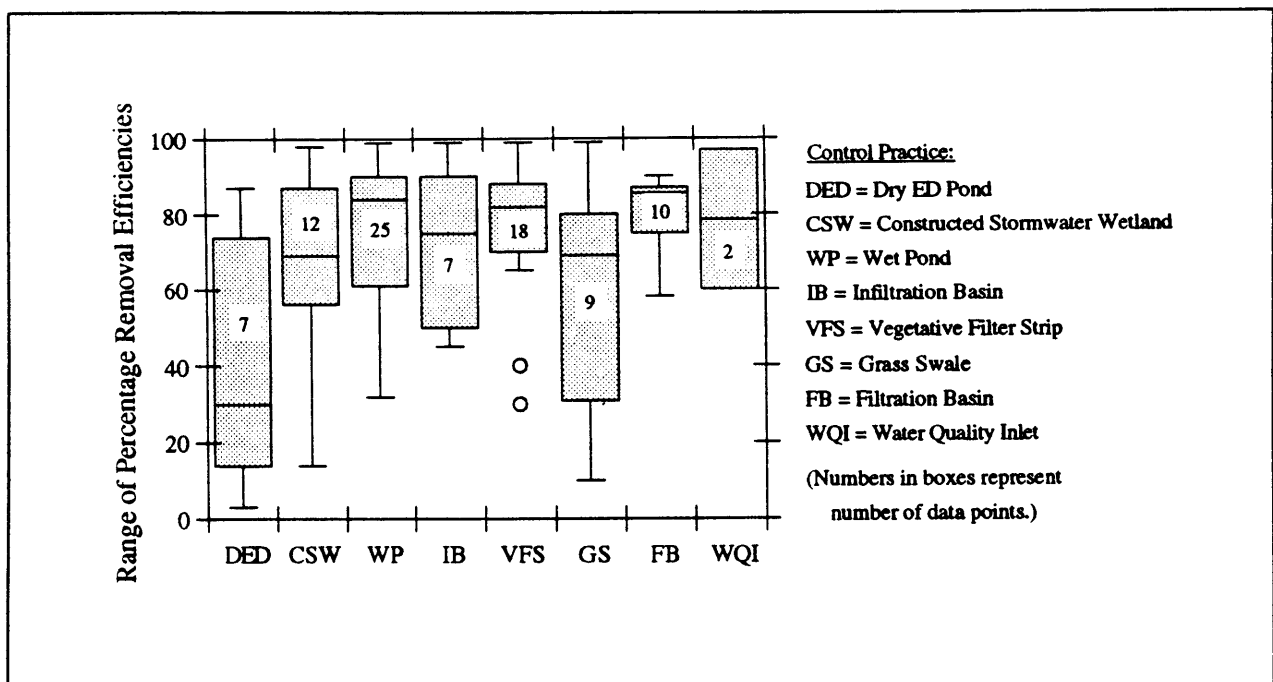 Range of Percentage Removal Efficiencies
100
80
60
40
20
0
7
12
25
7
18
9
10
2
DED CSW WP IB VFS GS FB WQI
Control Practice:
DED = Dry ED Pond
CSW = Constructed Stormwater Wetland
WP = Wet Pond
IB = Infiltration Basin
VFS = Vegetative Filter Strip
GS = Grass Swale
FB = Filtration Basin
WQI = Water Quality Inlet
(Numbers in boxes represent
number of data points.)